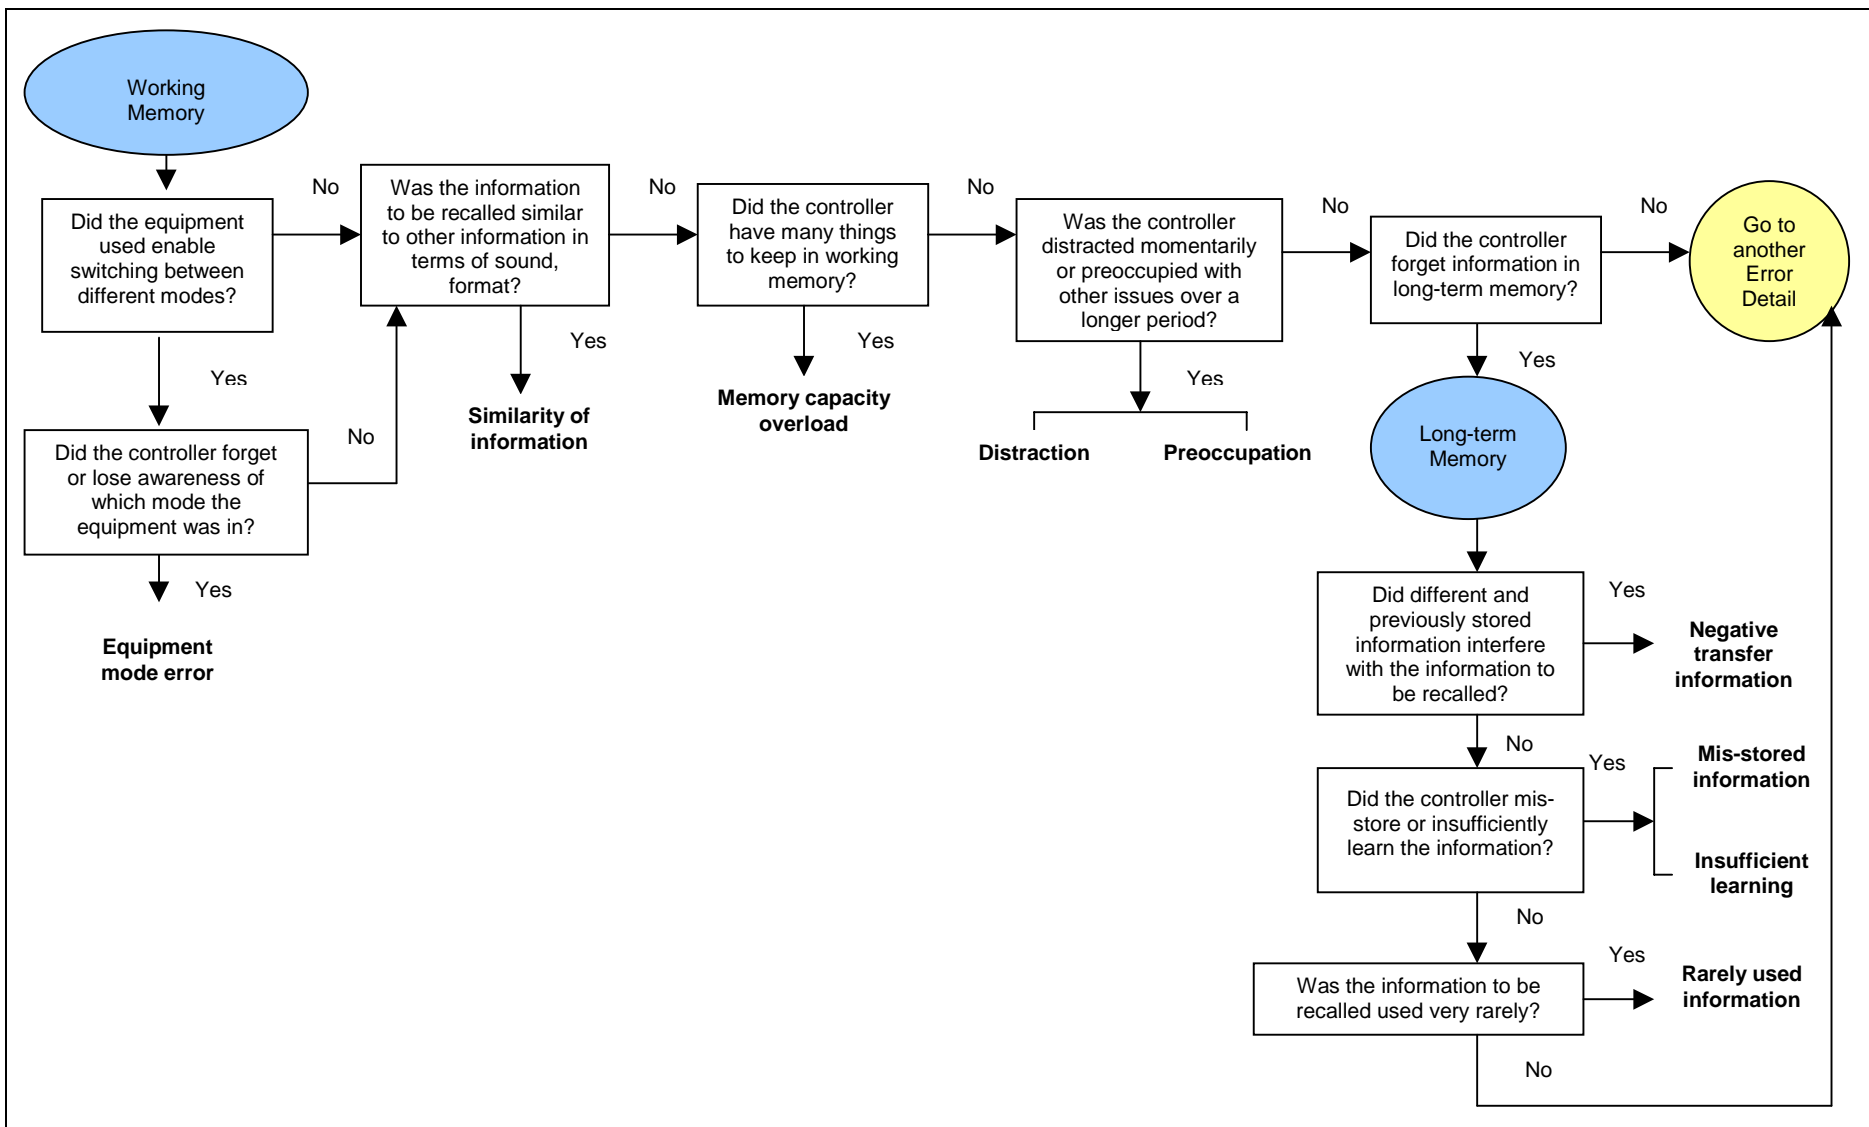 Working
Memory
Did the equipment
used enable
switching between
different modes?
No
Yes
Did the controller forget
or lose awareness of
which mode the
equipment was in?
No
Yes
Equipment
mode error
Was the information
to be recalled similar
to other information in
terms of sound,
format?
No
Yes
Similarity of
information
Did the controller
have many things
to keep in working
memory?
No
Yes
Memory capacity
overload
Was the controller
distracted momentarily
or preoccupied with
other issues over a
longer period?
No
Yes
Distraction
Preoccupation
Did the controller
forget information in
long-term memory?
No
Go to
another
Error
Detail
Yes
Long-term
Memory
Did different and
previously stored
information interfere
with the information to
be recalled?
Yes
Negative
transfer
information
No
Did the controller mis-
store or insufficiently
learn the information?
Yes
Mis-stored
information
Insufficient
learning
No
Was the information to be
recalled used very rarely?
Yes
Rarely used
information
No